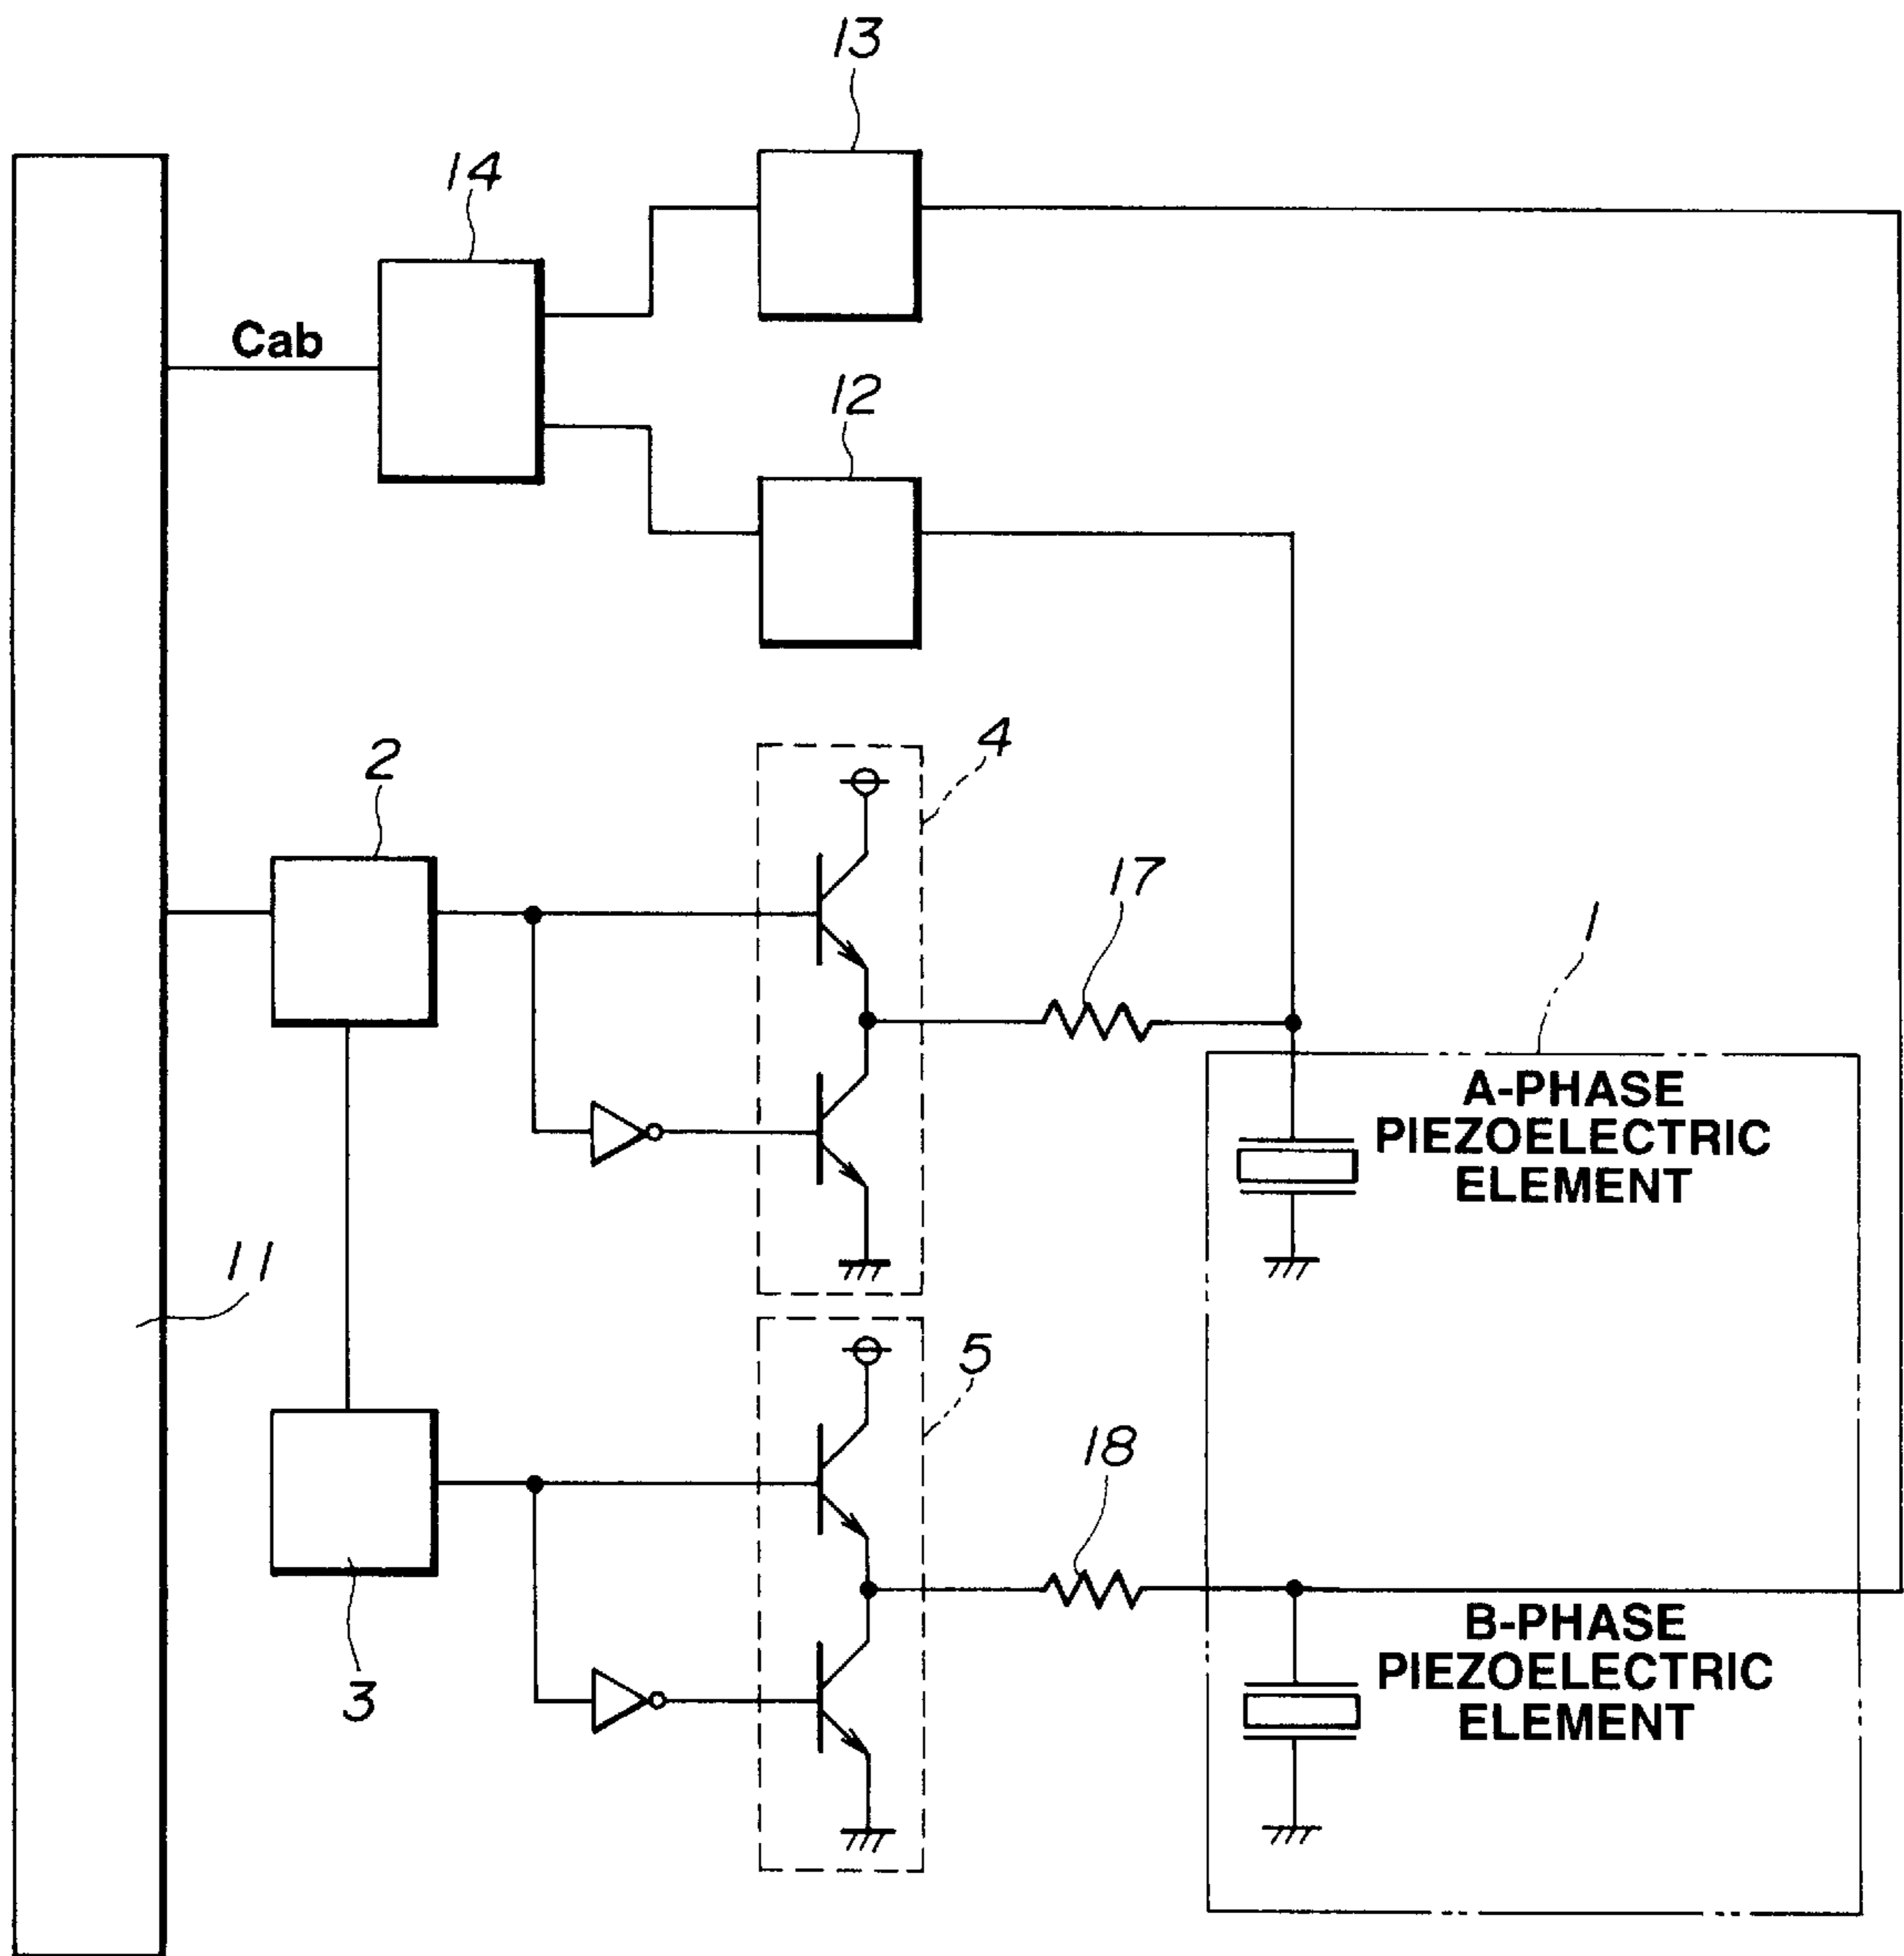 13
14
Cab
12
4
2
17
1
A-PHASE
PIEZOELECTRIC
ELEMENT
11
5
18
B-PHASE
PIEZOELECTRIC
ELEMENT
3